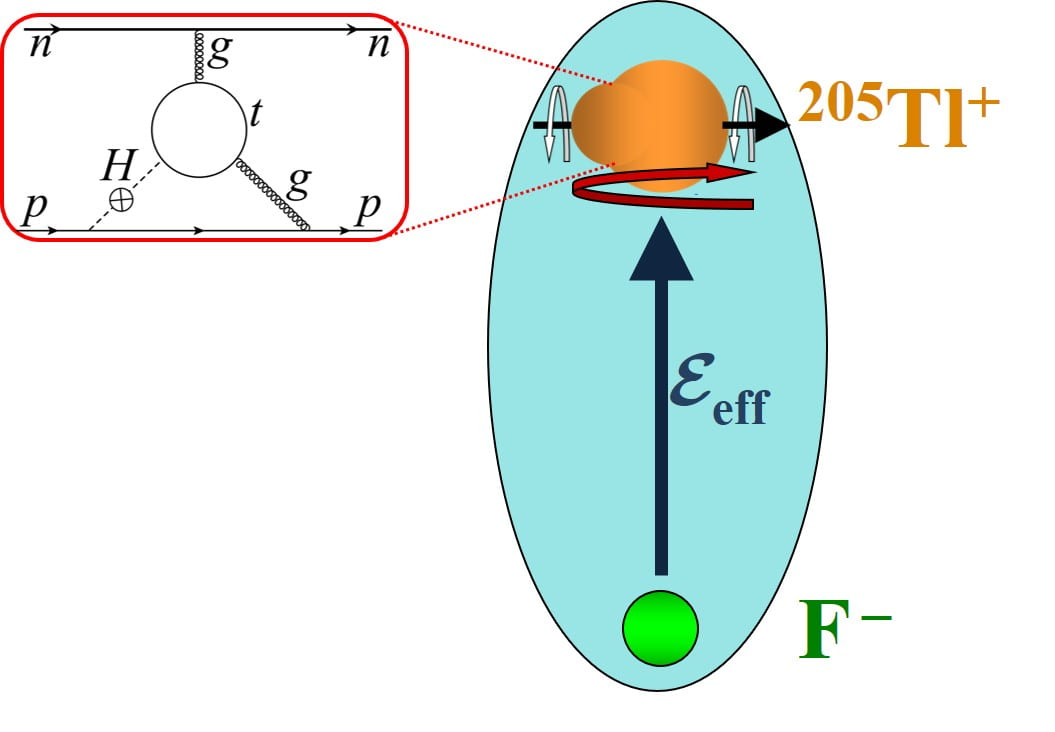 n g n
t
H
g
p p
²⁰⁵Tl⁺
ℰeff
F⁻